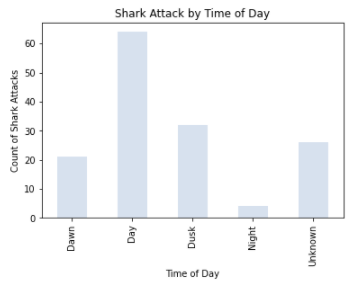 Shark Attack by Time of Day
Count of Shark Attacks
60
50
40
30
20
10
0
Dawn
Day
Dusk
Night
Unknown
Time of Day